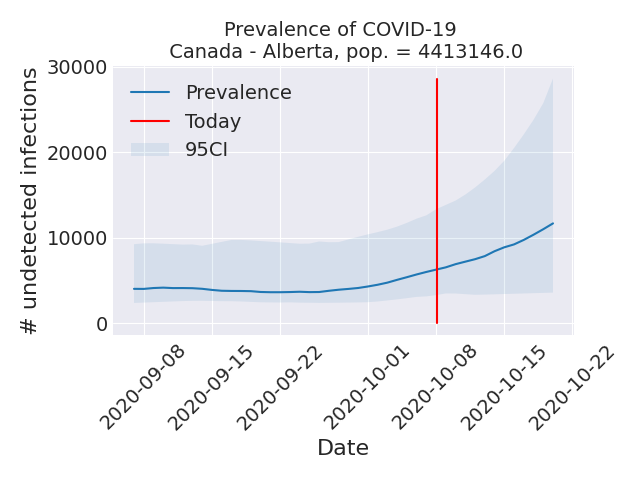 Prevalence of COVID-19
Canada - Alberta, pop. = 4413146.0
# undetected infections
30000
20000
10000
0
Prevalence
Today
95CI
2020-09-08
2020-09-15
2020-09-22
2020-10-01
2020-10-08
2020-10-15
2020-10-22
Date